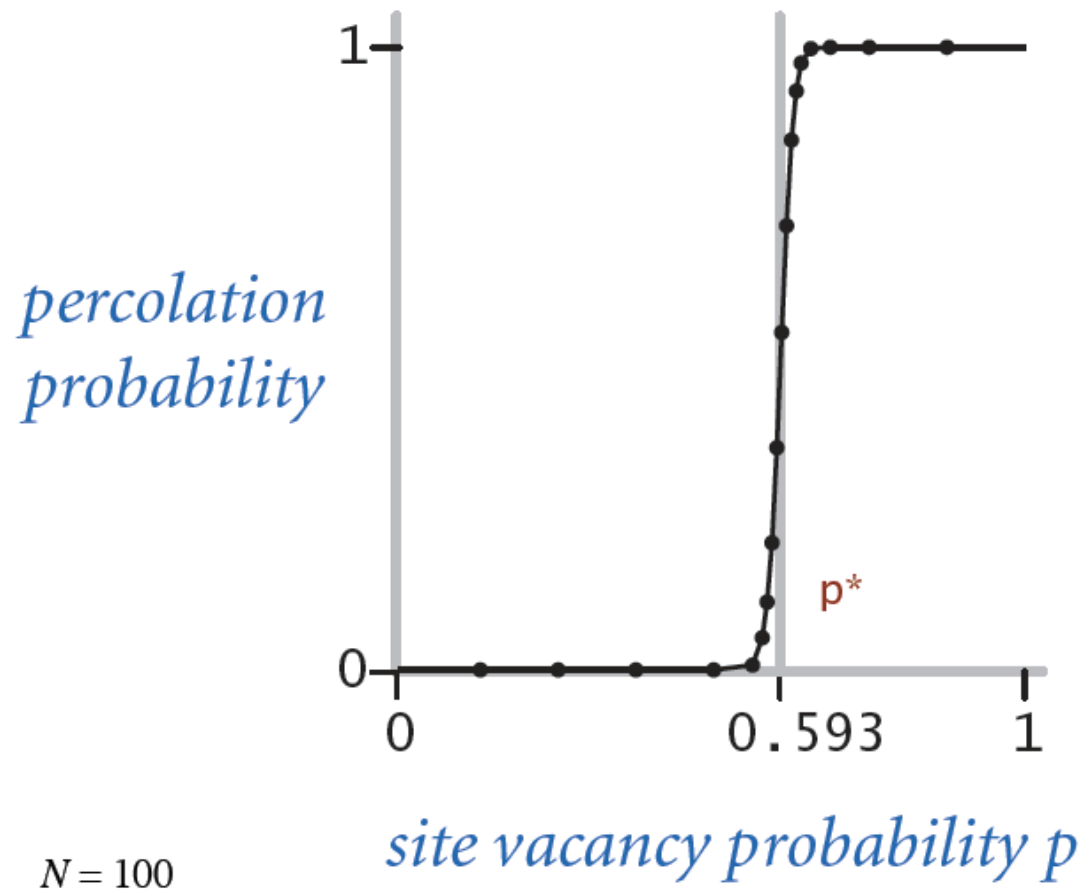 1
percolation
probability
p*
0
0 0.593 1
site vacancy probability p
N = 100